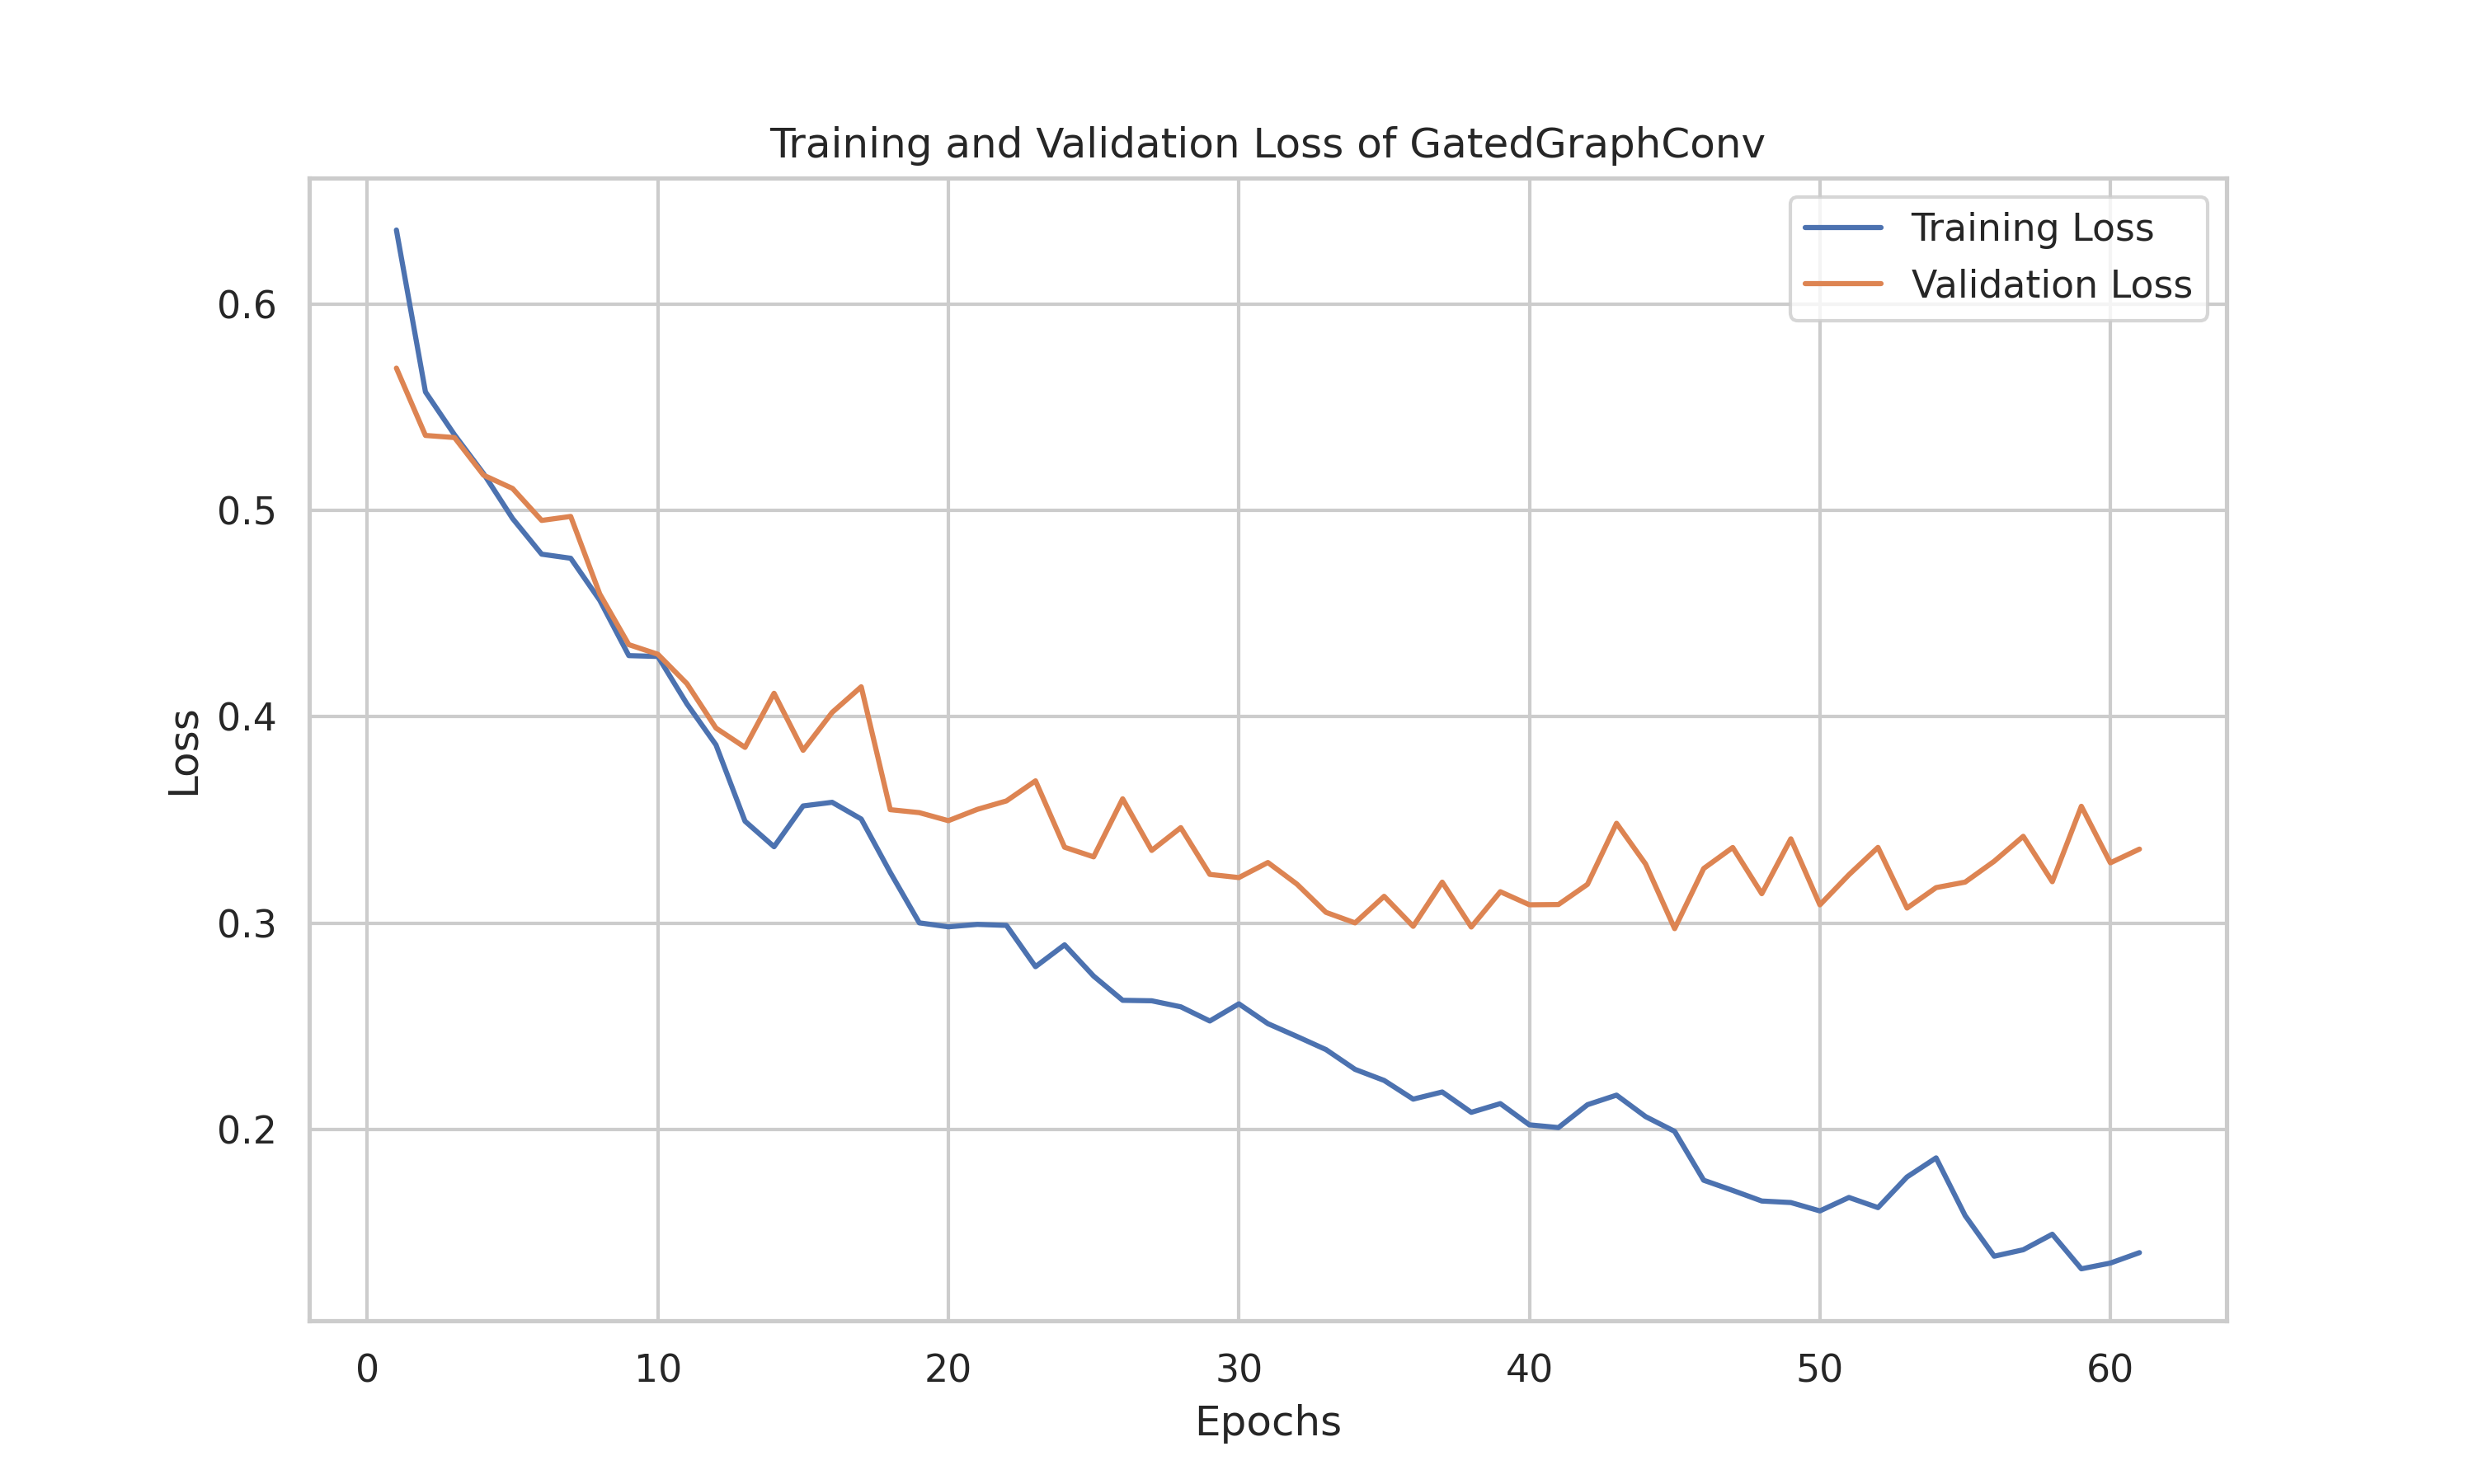 Training and Validation Loss of GatedGraphConv
Training Loss
Validation Loss
0.6
0.5
0.4
0.3
0.2
Loss
0
10
20
30
40
50
60
Epochs